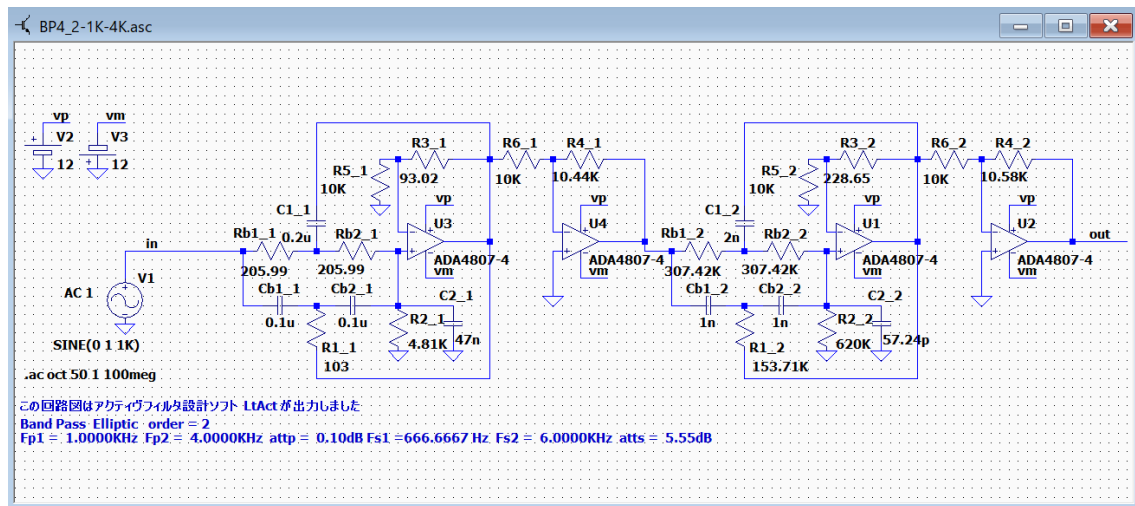 BP4_2-1K-4K.asc
vp
vm
V2
V3
12
12
R3_1
R6_1
R4_1
R3_2
R6_2
R4_2
R5_1
93.02
10K
10.44K
R5_2
228.65
10K
10.58K
10K
10K
vp
vp
vp
vp
C1_1
U3
U4
C1_2
U1
U2
in
Rb1_1
0.2u
Rb2_1
Rb1_2
2n
Rb2_2
out
ADA4807-4
ADA4807-4
ADA4807-4
ADA4807-4
205.99
205.99
vm
vm
307.42K
307.42K
vm
vm
V1
AC 1
Cb1_1
Cb2_1
C2_1
Cb1_2
Cb2_2
C2_2
0.1u
0.1u
R2_1
47n
1n
1n
R2_2
57.24p
4.81K
620K
SINE(0 1 1K)
R1_1
R1_2
103
153.71K
.ac oct 50 1 100meg
この回路図はアクティヴフィルタ設計ソフト LtAct が出力しました
Band Pass Elliptic order = 2
Fp1 = 1.0000KHz Fp2 = 4.0000KHz attp = 0.10dB Fs1 =666.6667 Hz Fs2 = 6.0000KHz atts = 5.55dB